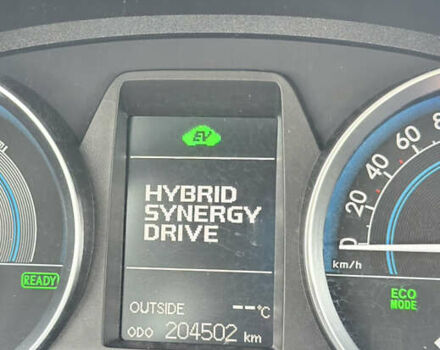 EV
HYBRID
SYNERGY
DRIVE
OUTSIDE --°C
ODO 204502 km
READY
0
20
40
60
80
km/h
ECO
MODE